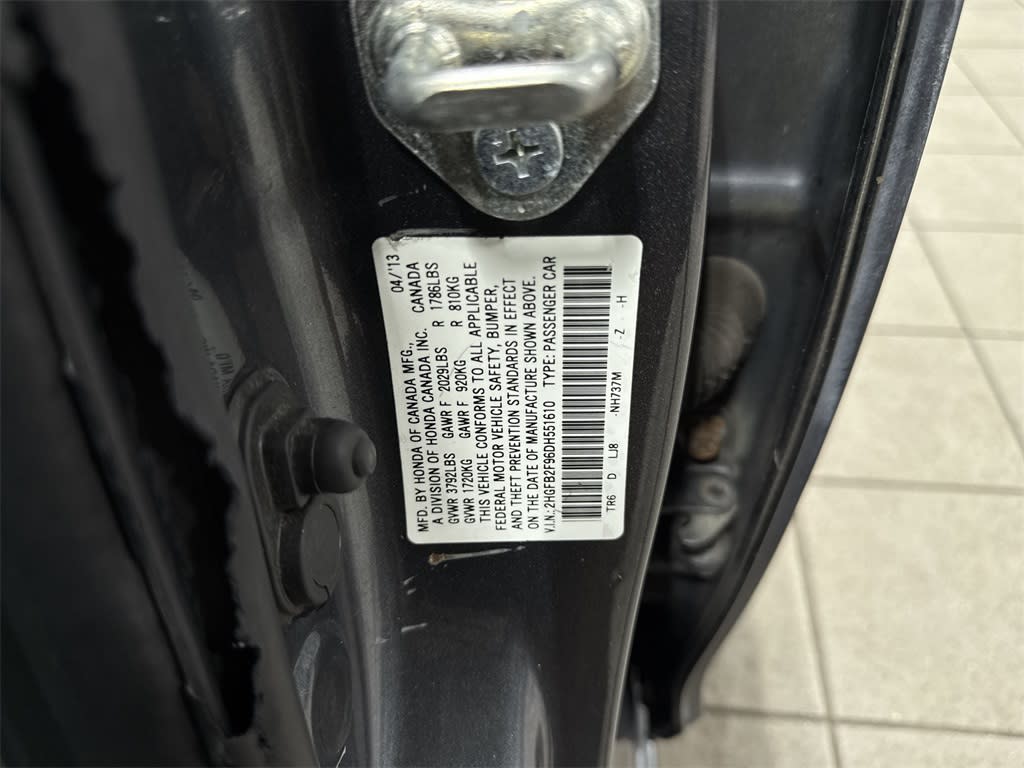 MFD. BY HONDA OF CANADA MFG., 04/'13
A DIVISION OF HONDA CANADA INC. CANADA
GVWR 3792LBS GAWR F 2029LBS R 1786LBS
GVWR 1720KG GAWR F 920KG R 810KG
THIS VEHICLE CONFORMS TO ALL APPLICABLE
FEDERAL MOTOR VEHICLE SAFETY, BUMPER,
AND THEFT PREVENTION STANDARDS IN EFFECT
ON THE DATE OF MANUFACTURE SHOWN ABOVE.
V.I.N.:2HGFB2F96DH551610 TYPE: PASSENGER CAR
TR6 D LJ8 -NH737M -Z -H